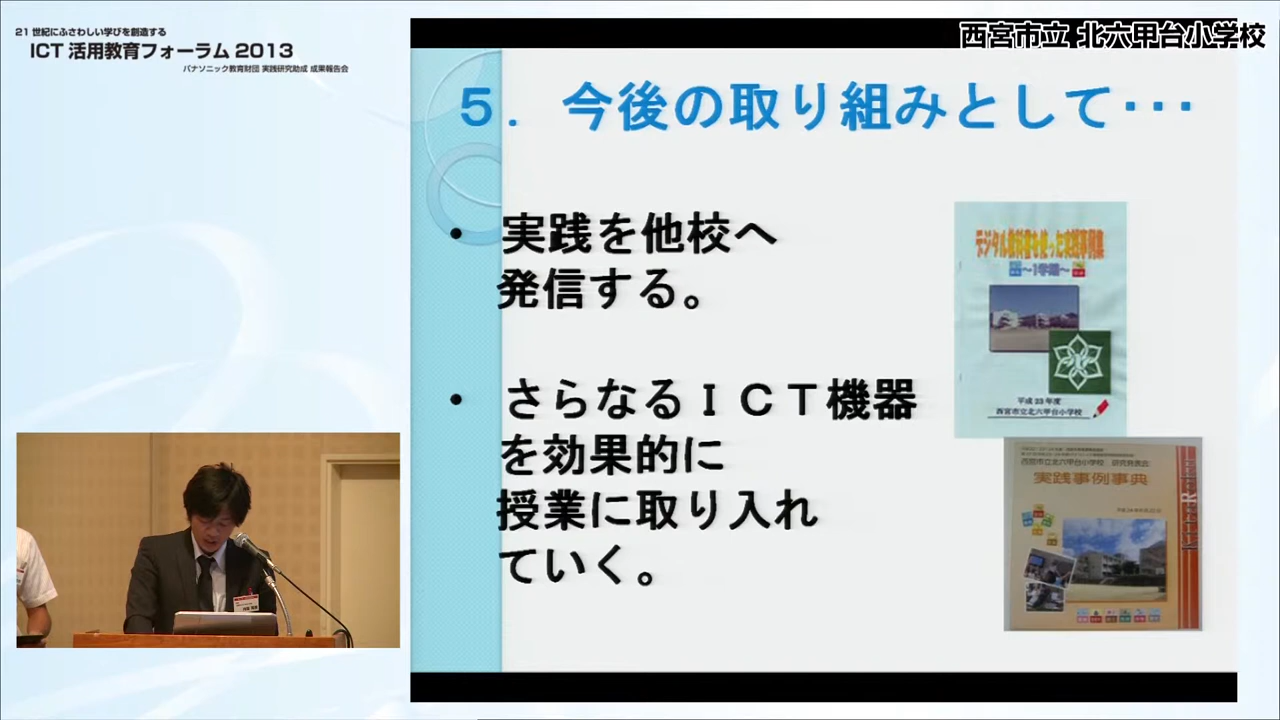 21世紀にふさわしい学びを創造する
ICT 活用教育フォーラム 2013
パナソニック教育財団 実践研究助成 成果報告会
西宮市立 北六甲台小学校
５．今後の取り組みとして･･･
• 実践を他校へ
発信する。
• さらなるＩＣＴ機器
を効果的に
授業に取り入れ
ていく。
デジタル教科書を使った実践事例集
～1学期～
平成23年度
西宮市立北六甲台小学校
西宮市立北六甲台小学校 研究発表会
実践事例事典